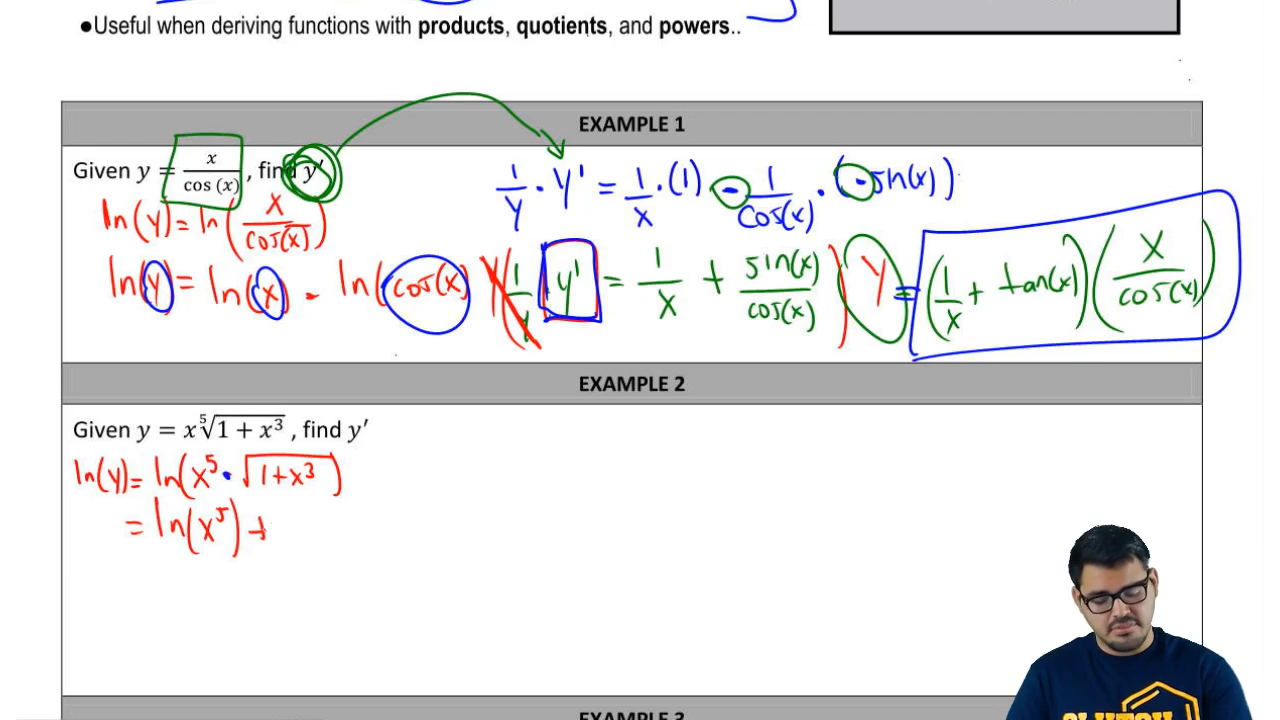 ●Useful when deriving functions with products, quotients, and powers..
EXAMPLE 1
Given y = x/cos (x) , find y′
1/y · y' = 1/x · (1) - 1/cos(x) · (-sin(x))
ln(y) = ln(x/cos(x))
ln(y) = ln(x) - ln(cos(x)
y(1/y y' = 1/x + sin(x)/cos(x)) y = (1/x + tan(x))(x/cos(x))
EXAMPLE 2
Given y = x⁵√1 + x³ , find y′
ln(y) = ln(x⁵ · √1+x³)
= ln(x⁵) +
EXAMPLE 3
CLUTCH